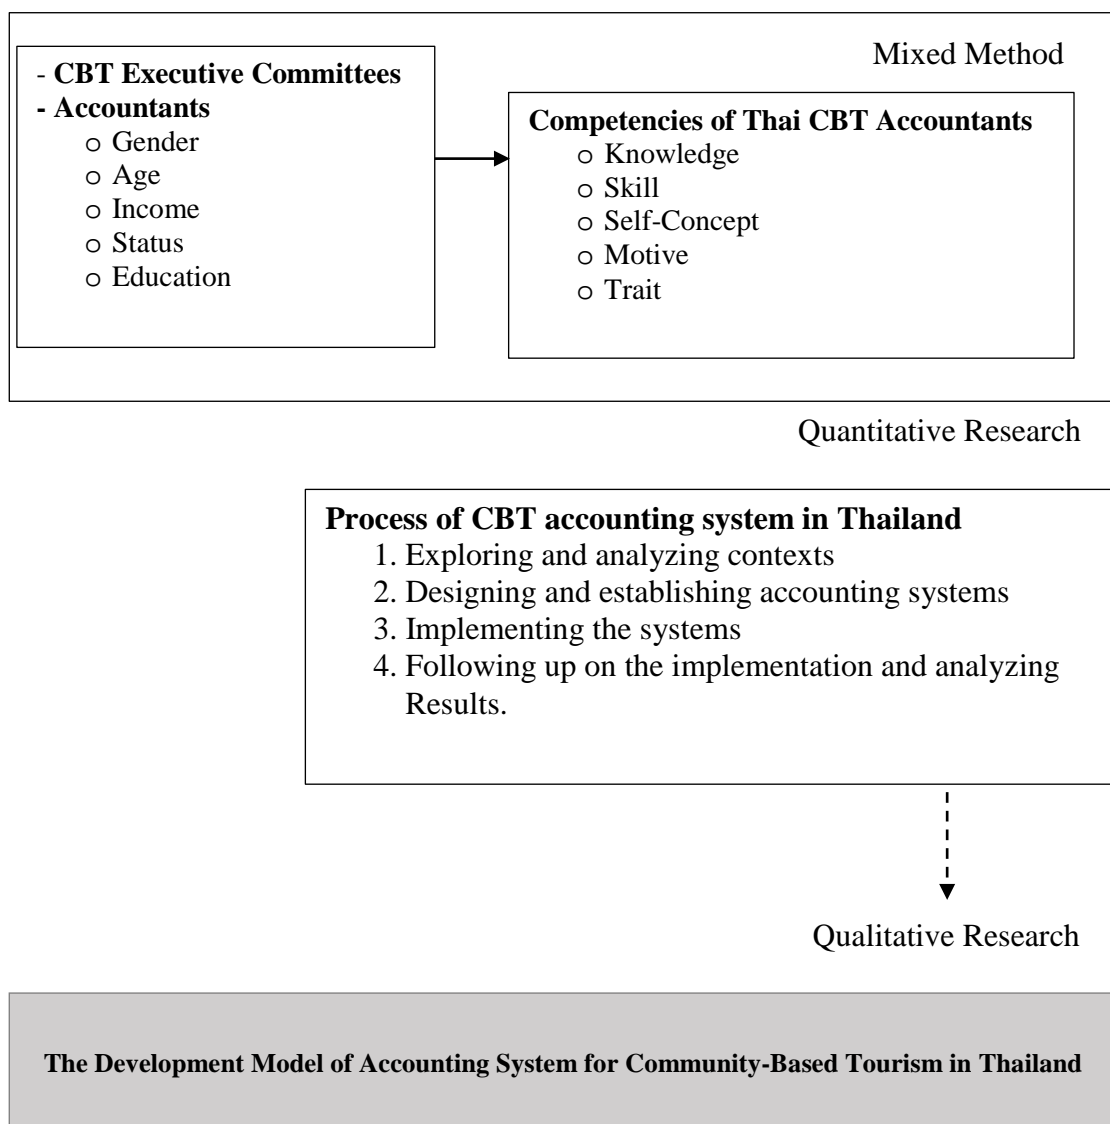 Mixed Method
- CBT Executive Committees
- Accountants
o Gender
o Age
o Income
o Status
o Education
Competencies of Thai CBT Accountants
o Knowledge
o Skill
o Self-Concept
o Motive
o Trait
Quantitative Research
Process of CBT accounting system in Thailand
1. Exploring and analyzing contexts
2. Designing and establishing accounting systems
3. Implementing the systems
4. Following up on the implementation and analyzing
Results.
Qualitative Research
The Development Model of Accounting System for Community-Based Tourism in Thailand